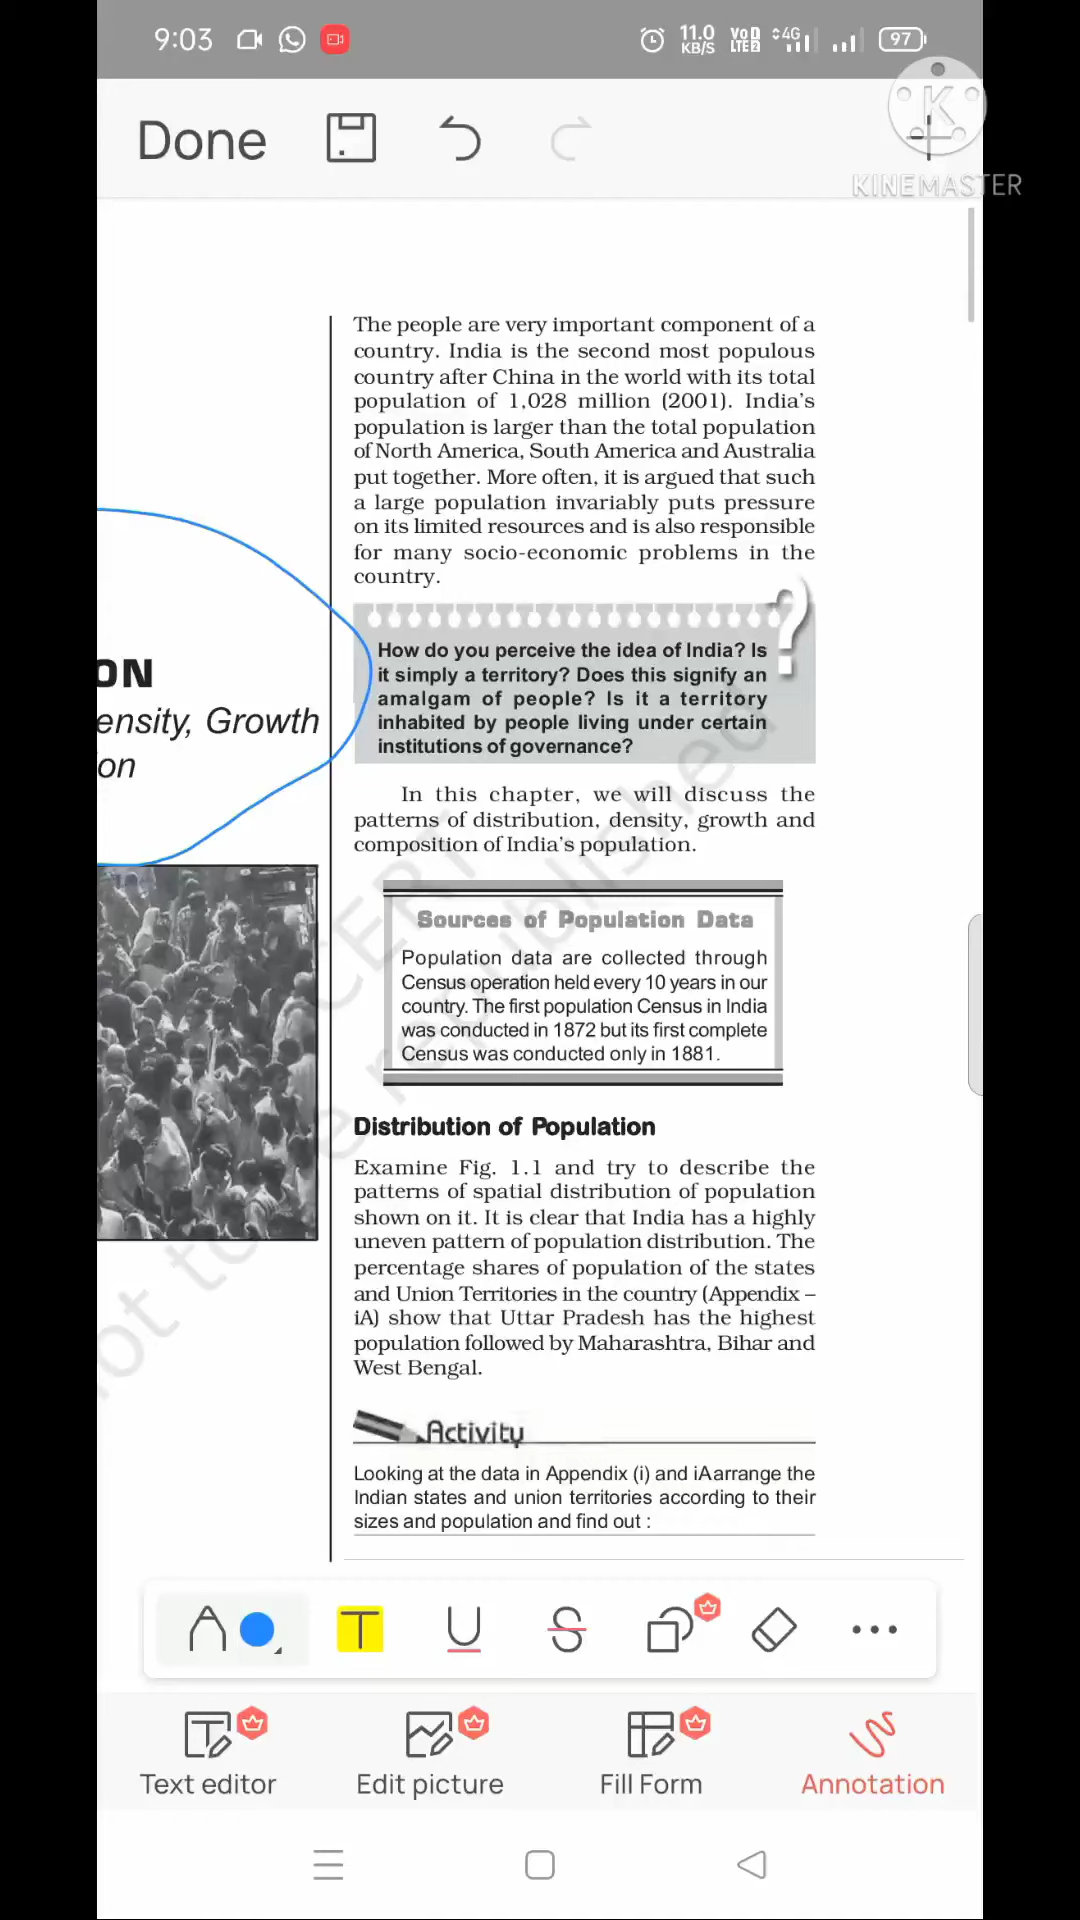 9:03
11.0
KB/S
VoD
LTE2
4G
97
Done
K
KINEMASTER
The people are very important component of a
country. India is the second most populous
country after China in the world with its total
population of 1,028 million (2001). India's
population is larger than the total population
of North America, South America and Australia
put together. More often, it is argued that such
a large population invariably puts pressure
on its limited resources and is also responsible
for many socio-economic problems in the
country.
?
How do you perceive the idea of India? Is
it simply a territory? Does this signify an
amalgam of people? Is it a territory
inhabited by people living under certain
institutions of governance?
ON
ensity, Growth
on
In this chapter, we will discuss the
patterns of distribution, density, growth and
composition of India's population.
Sources of Population Data
Population data are collected through
Census operation held every 10 years in our
country. The first population Census in India
was conducted in 1872 but its first complete
Census was conducted only in 1881.
CERT
not to be republished
Distribution of Population
Examine Fig. 1.1 and try to describe the
patterns of spatial distribution of population
shown on it. It is clear that India has a highly
uneven pattern of population distribution. The
percentage shares of population of the states
and Union Territories in the country (Appendix –
iA) show that Uttar Pradesh has the highest
population followed by Maharashtra, Bihar and
West Bengal.
Activity
Looking at the data in Appendix (i) and iA arrange the
Indian states and union territories according to their
sizes and population and find out :
T
U
S
Text editor
Edit picture
Fill Form
Annotation